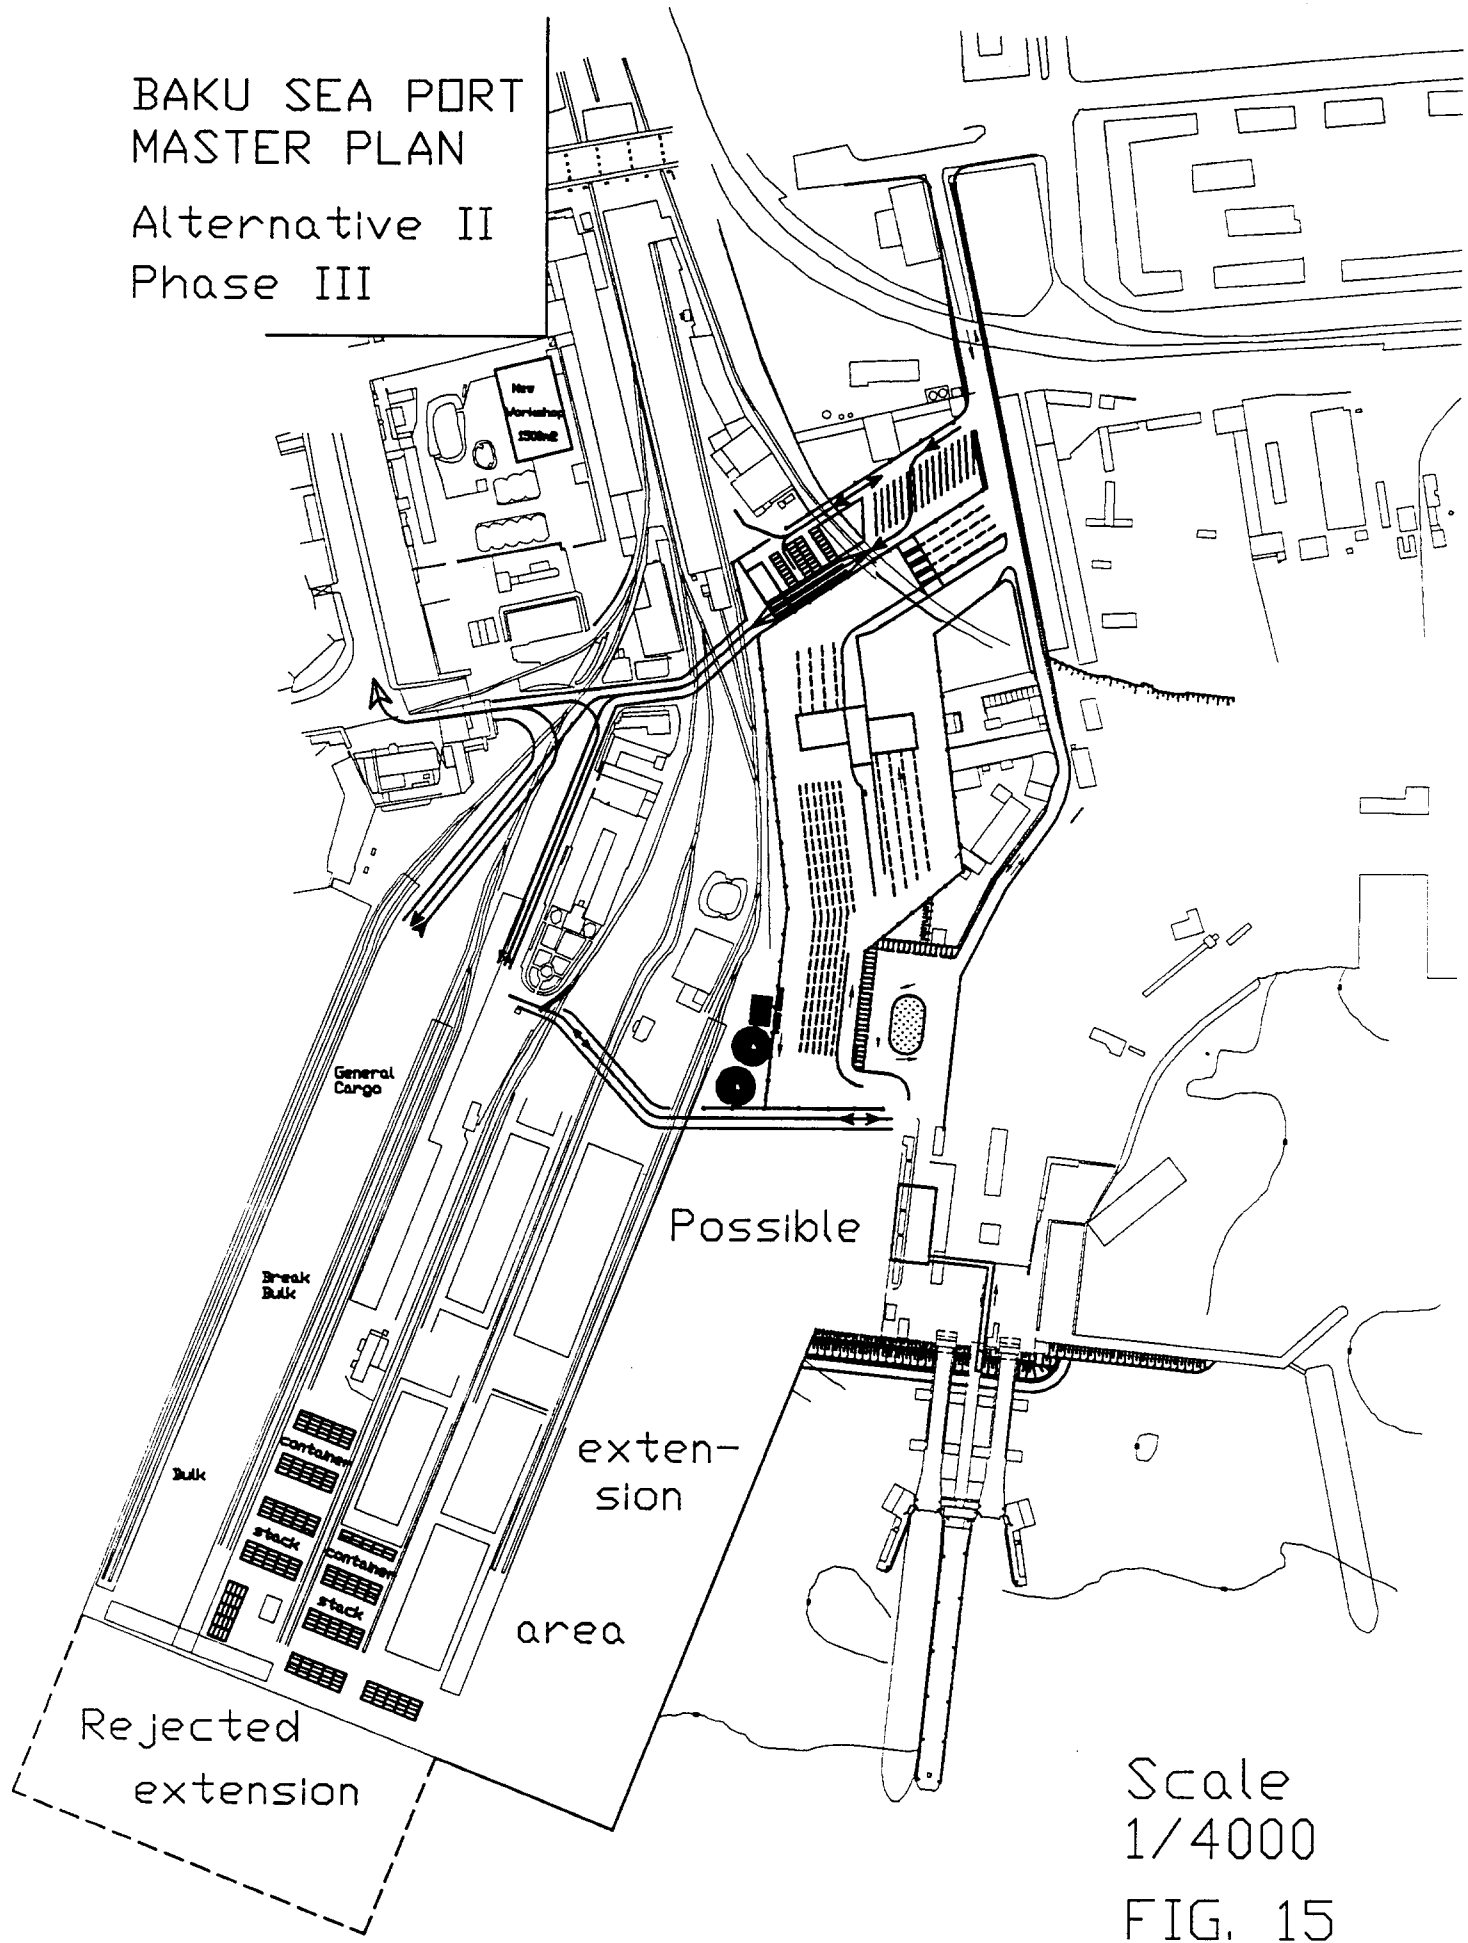 BAKU SEA PORT
MASTER PLAN
Alternative II
Phase III
New
Workshop
1500m2
General
Cargo
Break
Bulk
Bulk
container
stack
container
stack
Possible
exten-
sion
area
Rejected
extension
Scale
1/4000
FIG. 15